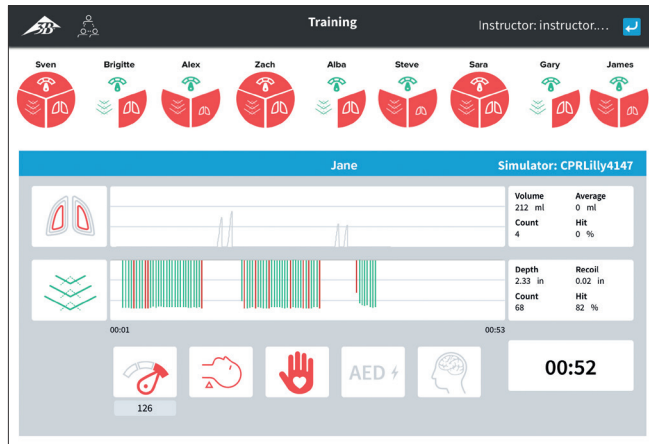 3B
Training
Instructor: instructor....
Sven Brigitte Alex Zach Alba Steve Sara Gary James
Jane
Simulator: CPRLilly4147
Volume Average
212 ml 0 ml
Count Hit
4 0 %
Depth Recoil
2.33 in 0.02 in
Count Hit
68 82 %
00:01 00:53
AED
00:52
126